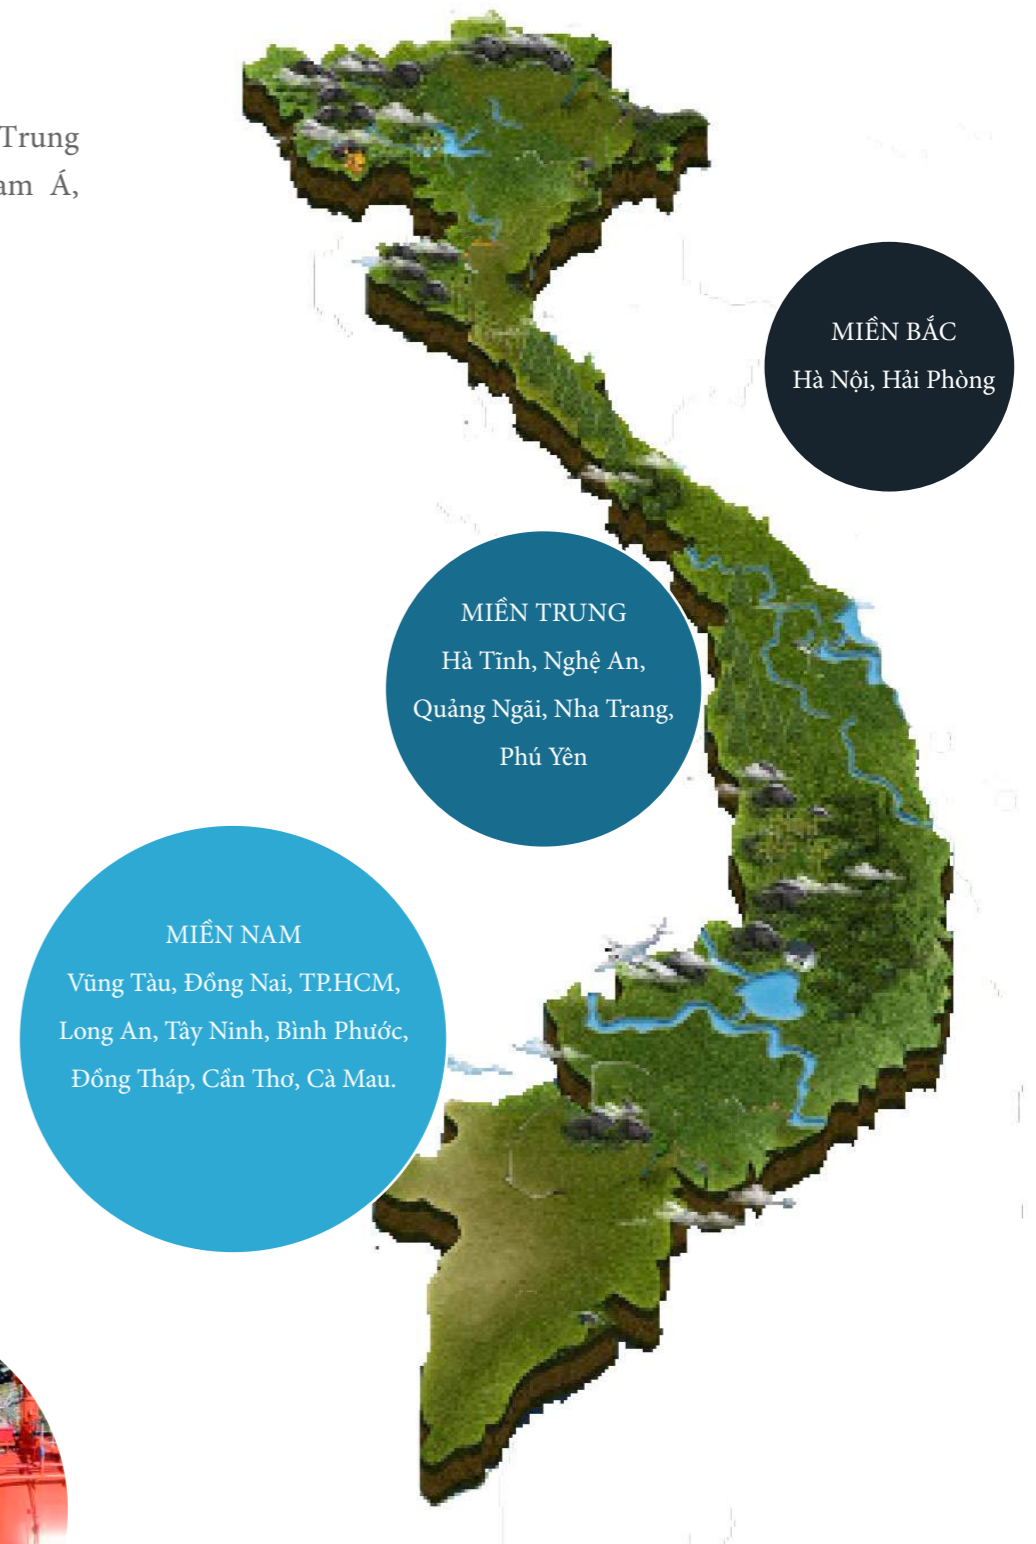 Trung
am Á,
MIỀN BẮC
Hà Nội, Hải Phòng
MIỀN TRUNG
Hà Tĩnh, Nghệ An,
Quảng Ngãi, Nha Trang,
Phú Yên
MIỀN NAM
Vũng Tàu, Đồng Nai, TP.HCM,
Long An, Tây Ninh, Bình Phước,
Đồng Tháp, Cần Thơ, Cà Mau.